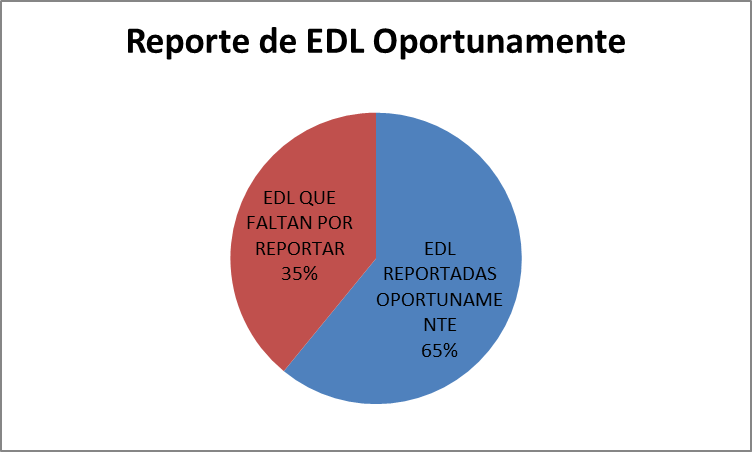 Reporte de EDL Oportunamente
EDL QUE
FALTAN POR
REPORTAR
35%
EDL
REPORTADAS
OPORTUNAME
NTE
65%